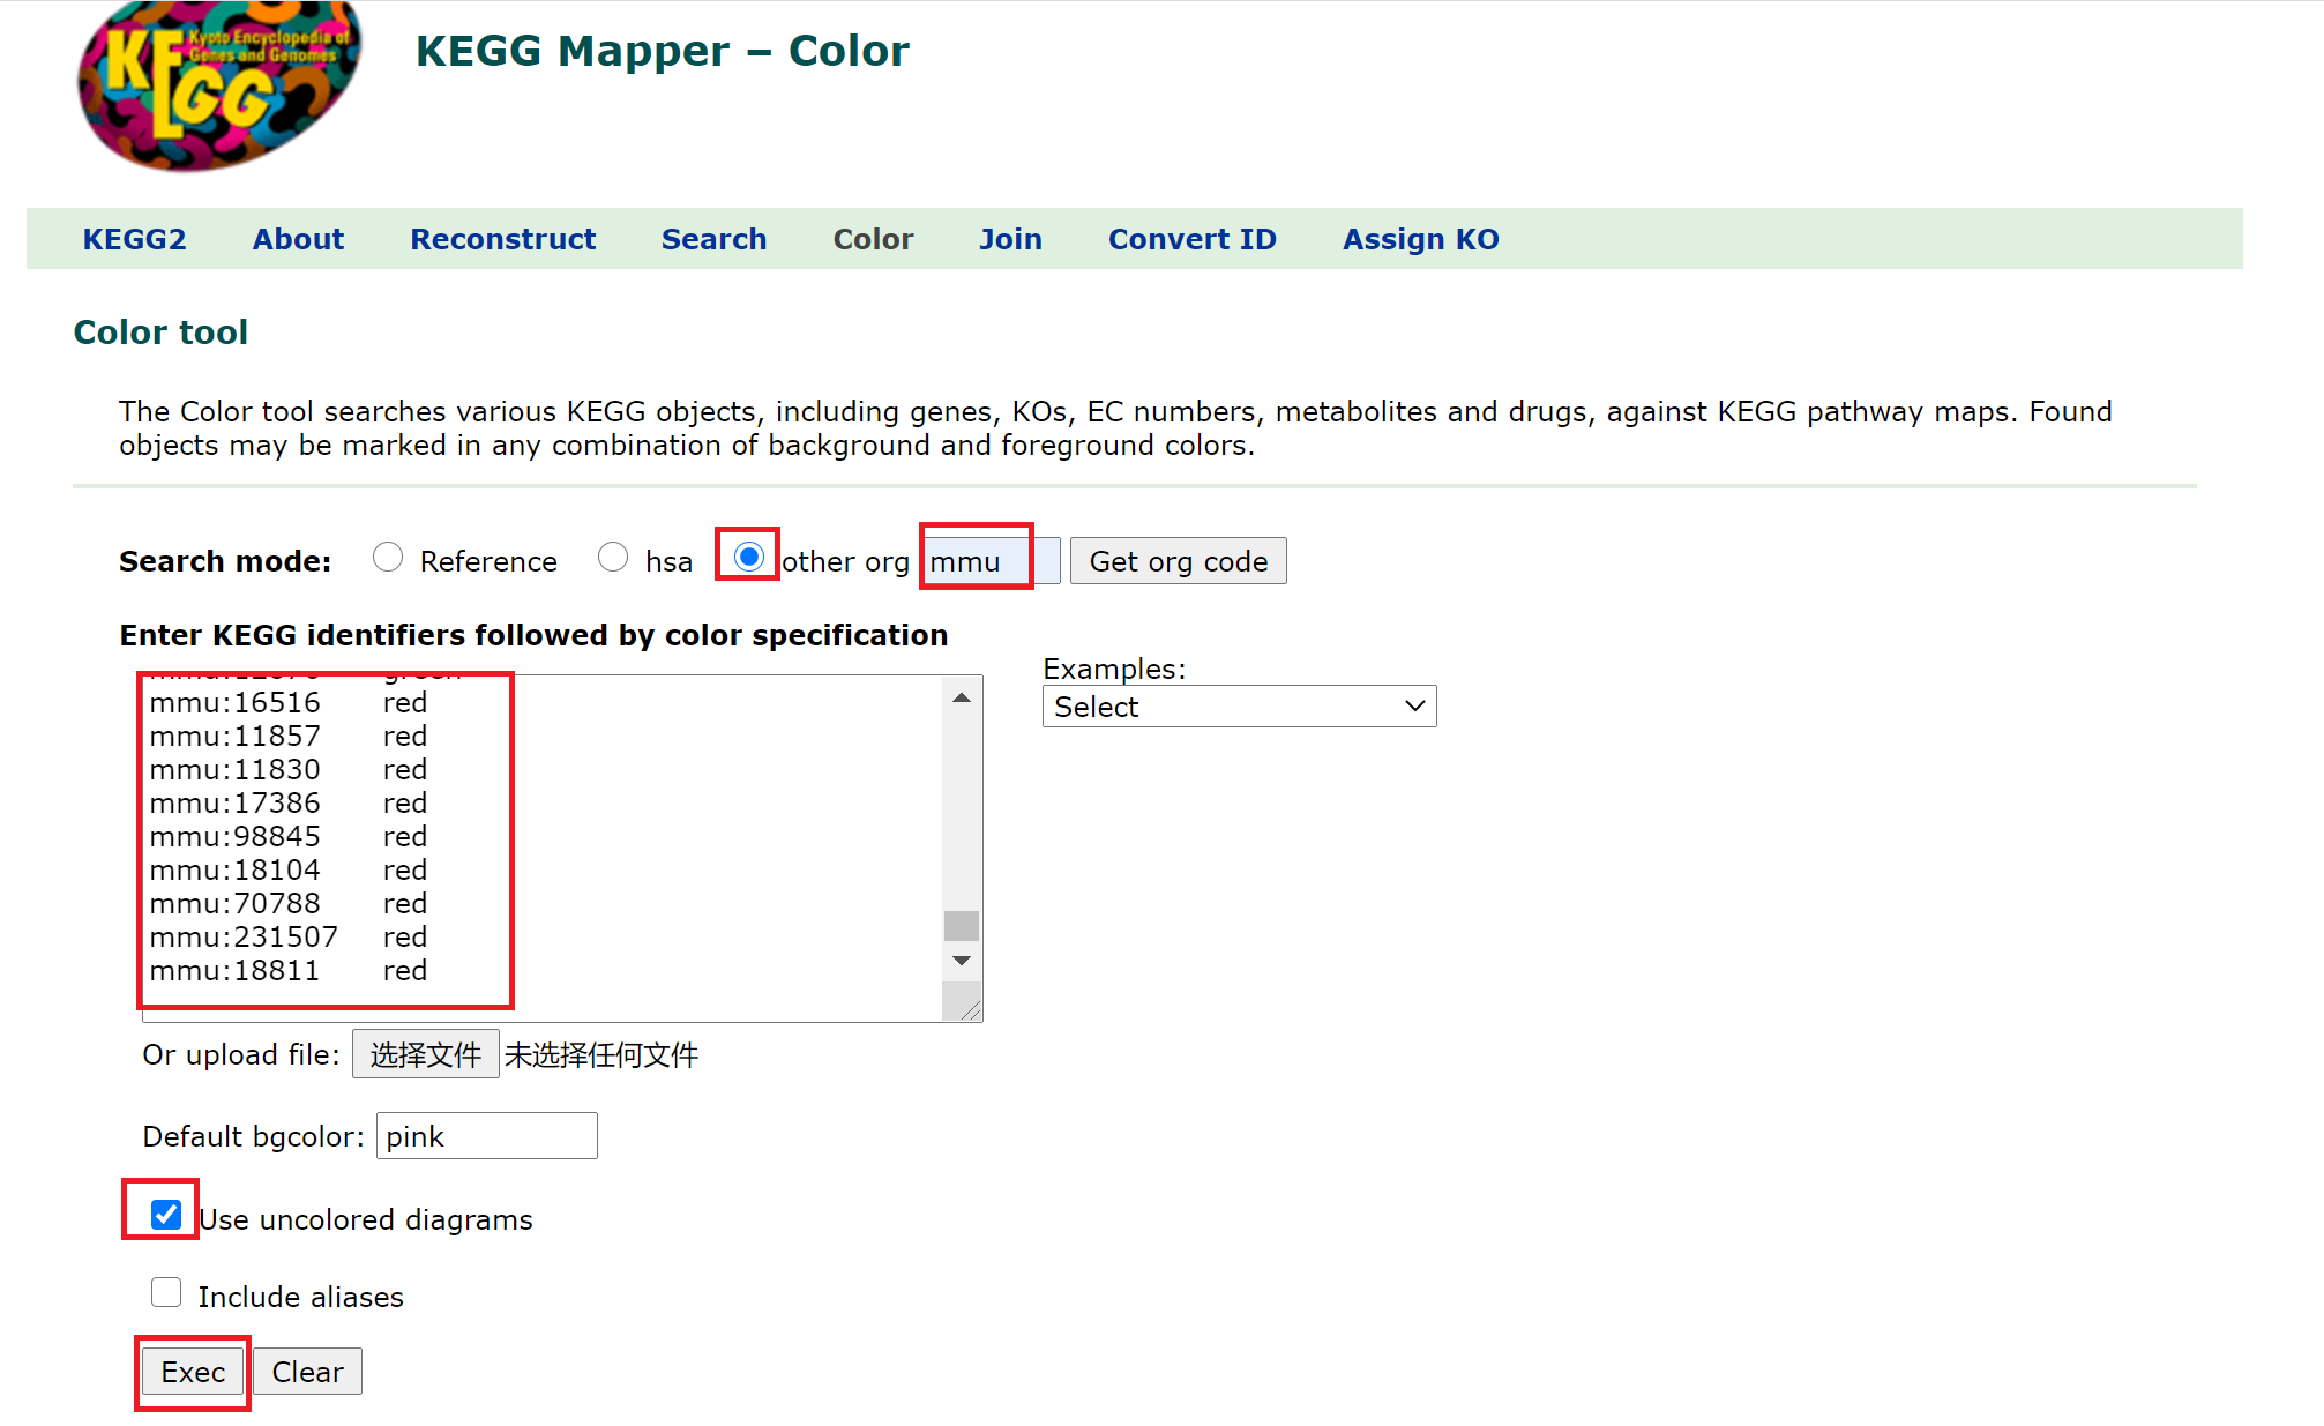 Kyoto Encyclopedia of
Genes and Genomes
KEGG
KEGG Mapper – Color
KEGG2 About Reconstruct Search Color Join Convert ID Assign KO
Color tool
The Color tool searches various KEGG objects, including genes, KOs, EC numbers, metabolites and drugs, against KEGG pathway maps. Found
objects may be marked in any combination of background and foreground colors.
Search mode: Reference hsa other org mmu Get org code
Enter KEGG identifiers followed by color specification
Examples:
Select
green
mmu:16516 red
mmu:11857 red
mmu:11830 red
mmu:17386 red
mmu:98845 red
mmu:18104 red
mmu:70788 red
mmu:231507 red
mmu:18811 red
Or upload file: 选择文件 未选择任何文件
Default bgcolor: pink
Use uncolored diagrams
Include aliases
Exec Clear